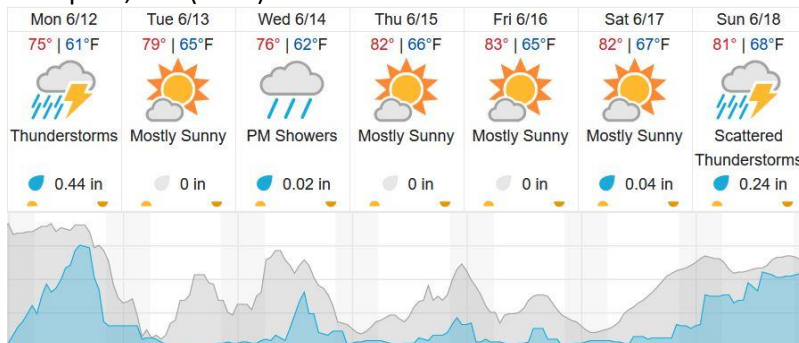 Mon 6/12 Tue 6/13 Wed 6/14 Thu 6/15 Fri 6/16 Sat 6/17 Sun 6/18
75° | 61°F 79° | 65°F 76° | 62°F 82° | 66°F 83° | 65°F 82° | 67°F 81° | 68°F
Thunderstorms Mostly Sunny PM Showers Mostly Sunny Mostly Sunny Mostly Sunny Scattered
Thunderstorms
0.44 in 0 in 0.02 in 0 in 0 in 0.04 in 0.24 in